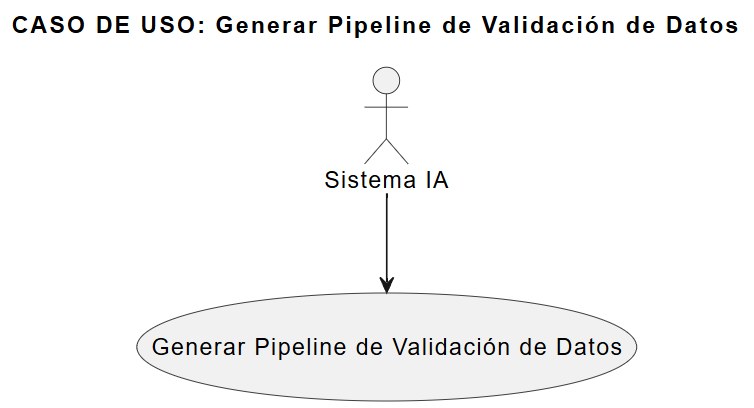 CASO DE USO: Generar Pipeline de Validación de Datos
Sistema IA
Generar Pipeline de Validación de Datos